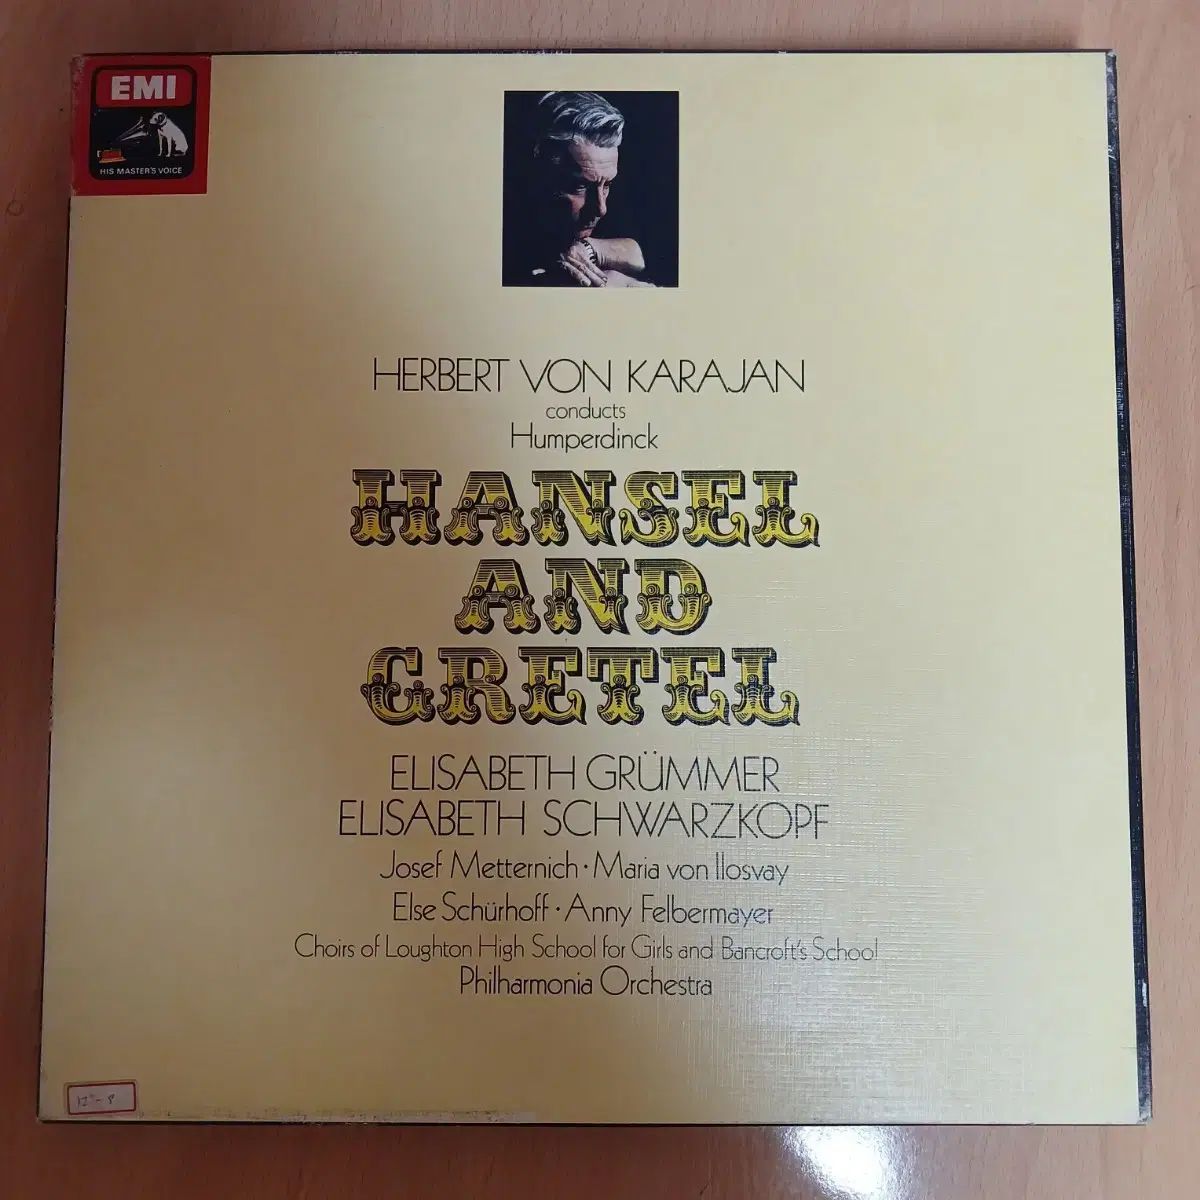 EMI
HIS MASTER'S VOICE
HERBERT VON KARAJAN
conducts
Humperdinck
HANSEL
AND
GRETEL
ELISABETH GRÜMMER
ELISABETH SCHWARZKOPF
Josef Metternich · Maria von Ilosvay
Else Schürhoff · Anny Felbermayer
Choirs of Loughton High School for Girls and Bancroft's School
Philharmonia Orchestra